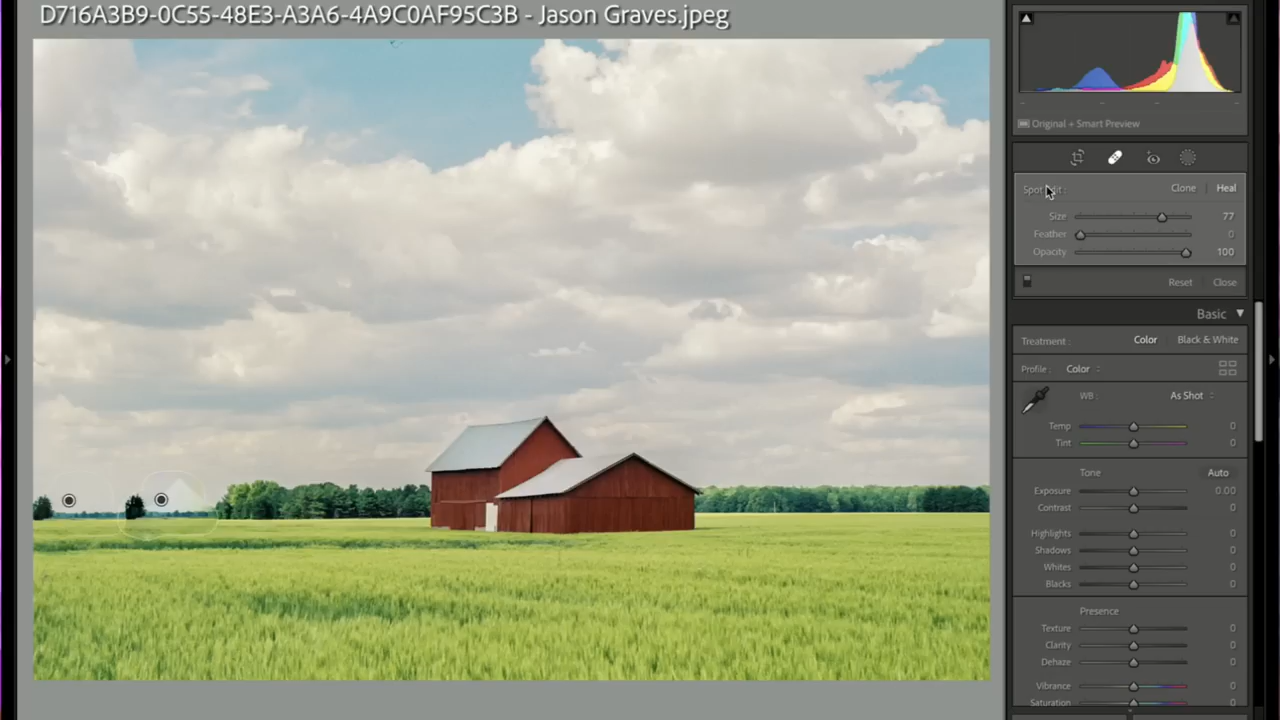 D716A3B9-0C55-48E3-A3A6-4A9C0AF95C3B - Jason Graves.jpeg
Original + Smart Preview
Clone | Heal
Size 77
Feather 0
Opacity 100
Reset Close
Basic
Treatment : Color Black & White
Profile : Color
WB : As Shot
Temp 0
Tint 0
Tone Auto
Exposure 0.00
Contrast 0
Highlights 0
Shadows 0
Whites 0
Blacks 0
Presence
Texture 0
Clarity 0
Dehaze 0
Vibrance 0
Saturation 0